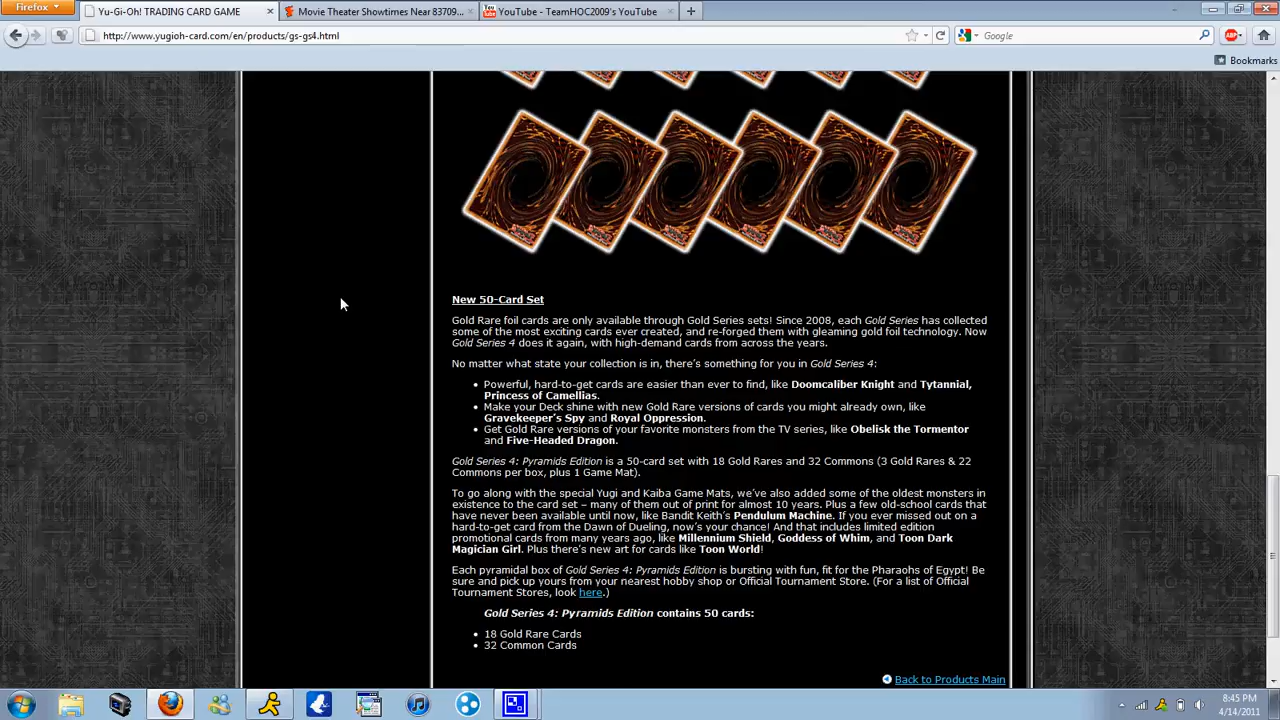 Firefox
Yu-Gi-Oh! TRADING CARD GAME
Movie Theater Showtimes Near 83709...
YouTube - TeamHOC2009's YouTube
http://www.yugioh-card.com/en/products/gs-gs4.html
Google
ABP
Bookmarks
New 50-Card Set
Gold Rare foil cards are only available through Gold Series sets! Since 2008, each Gold Series has collected
some of the most exciting cards ever created, and re-forged them with gleaming gold foil technology. Now
Gold Series 4 does it again, with high-demand cards from across the years.
No matter what state your collection is in, there's something for you in Gold Series 4:
• Powerful, hard-to-get cards are easier than ever to find, like Doomcaliber Knight and Tytannial,
Princess of Camellias.
• Make your Deck shine with new Gold Rare versions of cards you might already own, like
Gravekeeper's Spy and Royal Oppression.
• Get Gold Rare versions of your favorite monsters from the TV series, like Obelisk the Tormentor
and Five-Headed Dragon.
Gold Series 4: Pyramids Edition is a 50-card set with 18 Gold Rares and 32 Commons (3 Gold Rares & 22
Commons per box, plus 1 Game Mat).
To go along with the special Yugi and Kaiba Game Mats, we've also added some of the oldest monsters in
existence to the card set – many of them out of print for almost 10 years. Plus a few old-school cards that
have never been available until now, like Bandit Keith's Pendulum Machine. If you ever missed out on a
hard-to-get card from the Dawn of Dueling, now's your chance! And that includes limited edition
promotional cards from many years ago, like Millennium Shield, Goddess of Whim, and Toon Dark
Magician Girl. Plus there's new art for cards like Toon World!
Each pyramidal box of Gold Series 4: Pyramids Edition is bursting with fun, fit for the Pharaohs of Egypt! Be
sure and pick up yours from your nearest hobby shop or Official Tournament Store. (For a list of Official
Tournament Stores, look here.)
Gold Series 4: Pyramids Edition contains 50 cards:
• 18 Gold Rare Cards
• 32 Common Cards
Back to Products Main
8:45 PM
4/14/2011